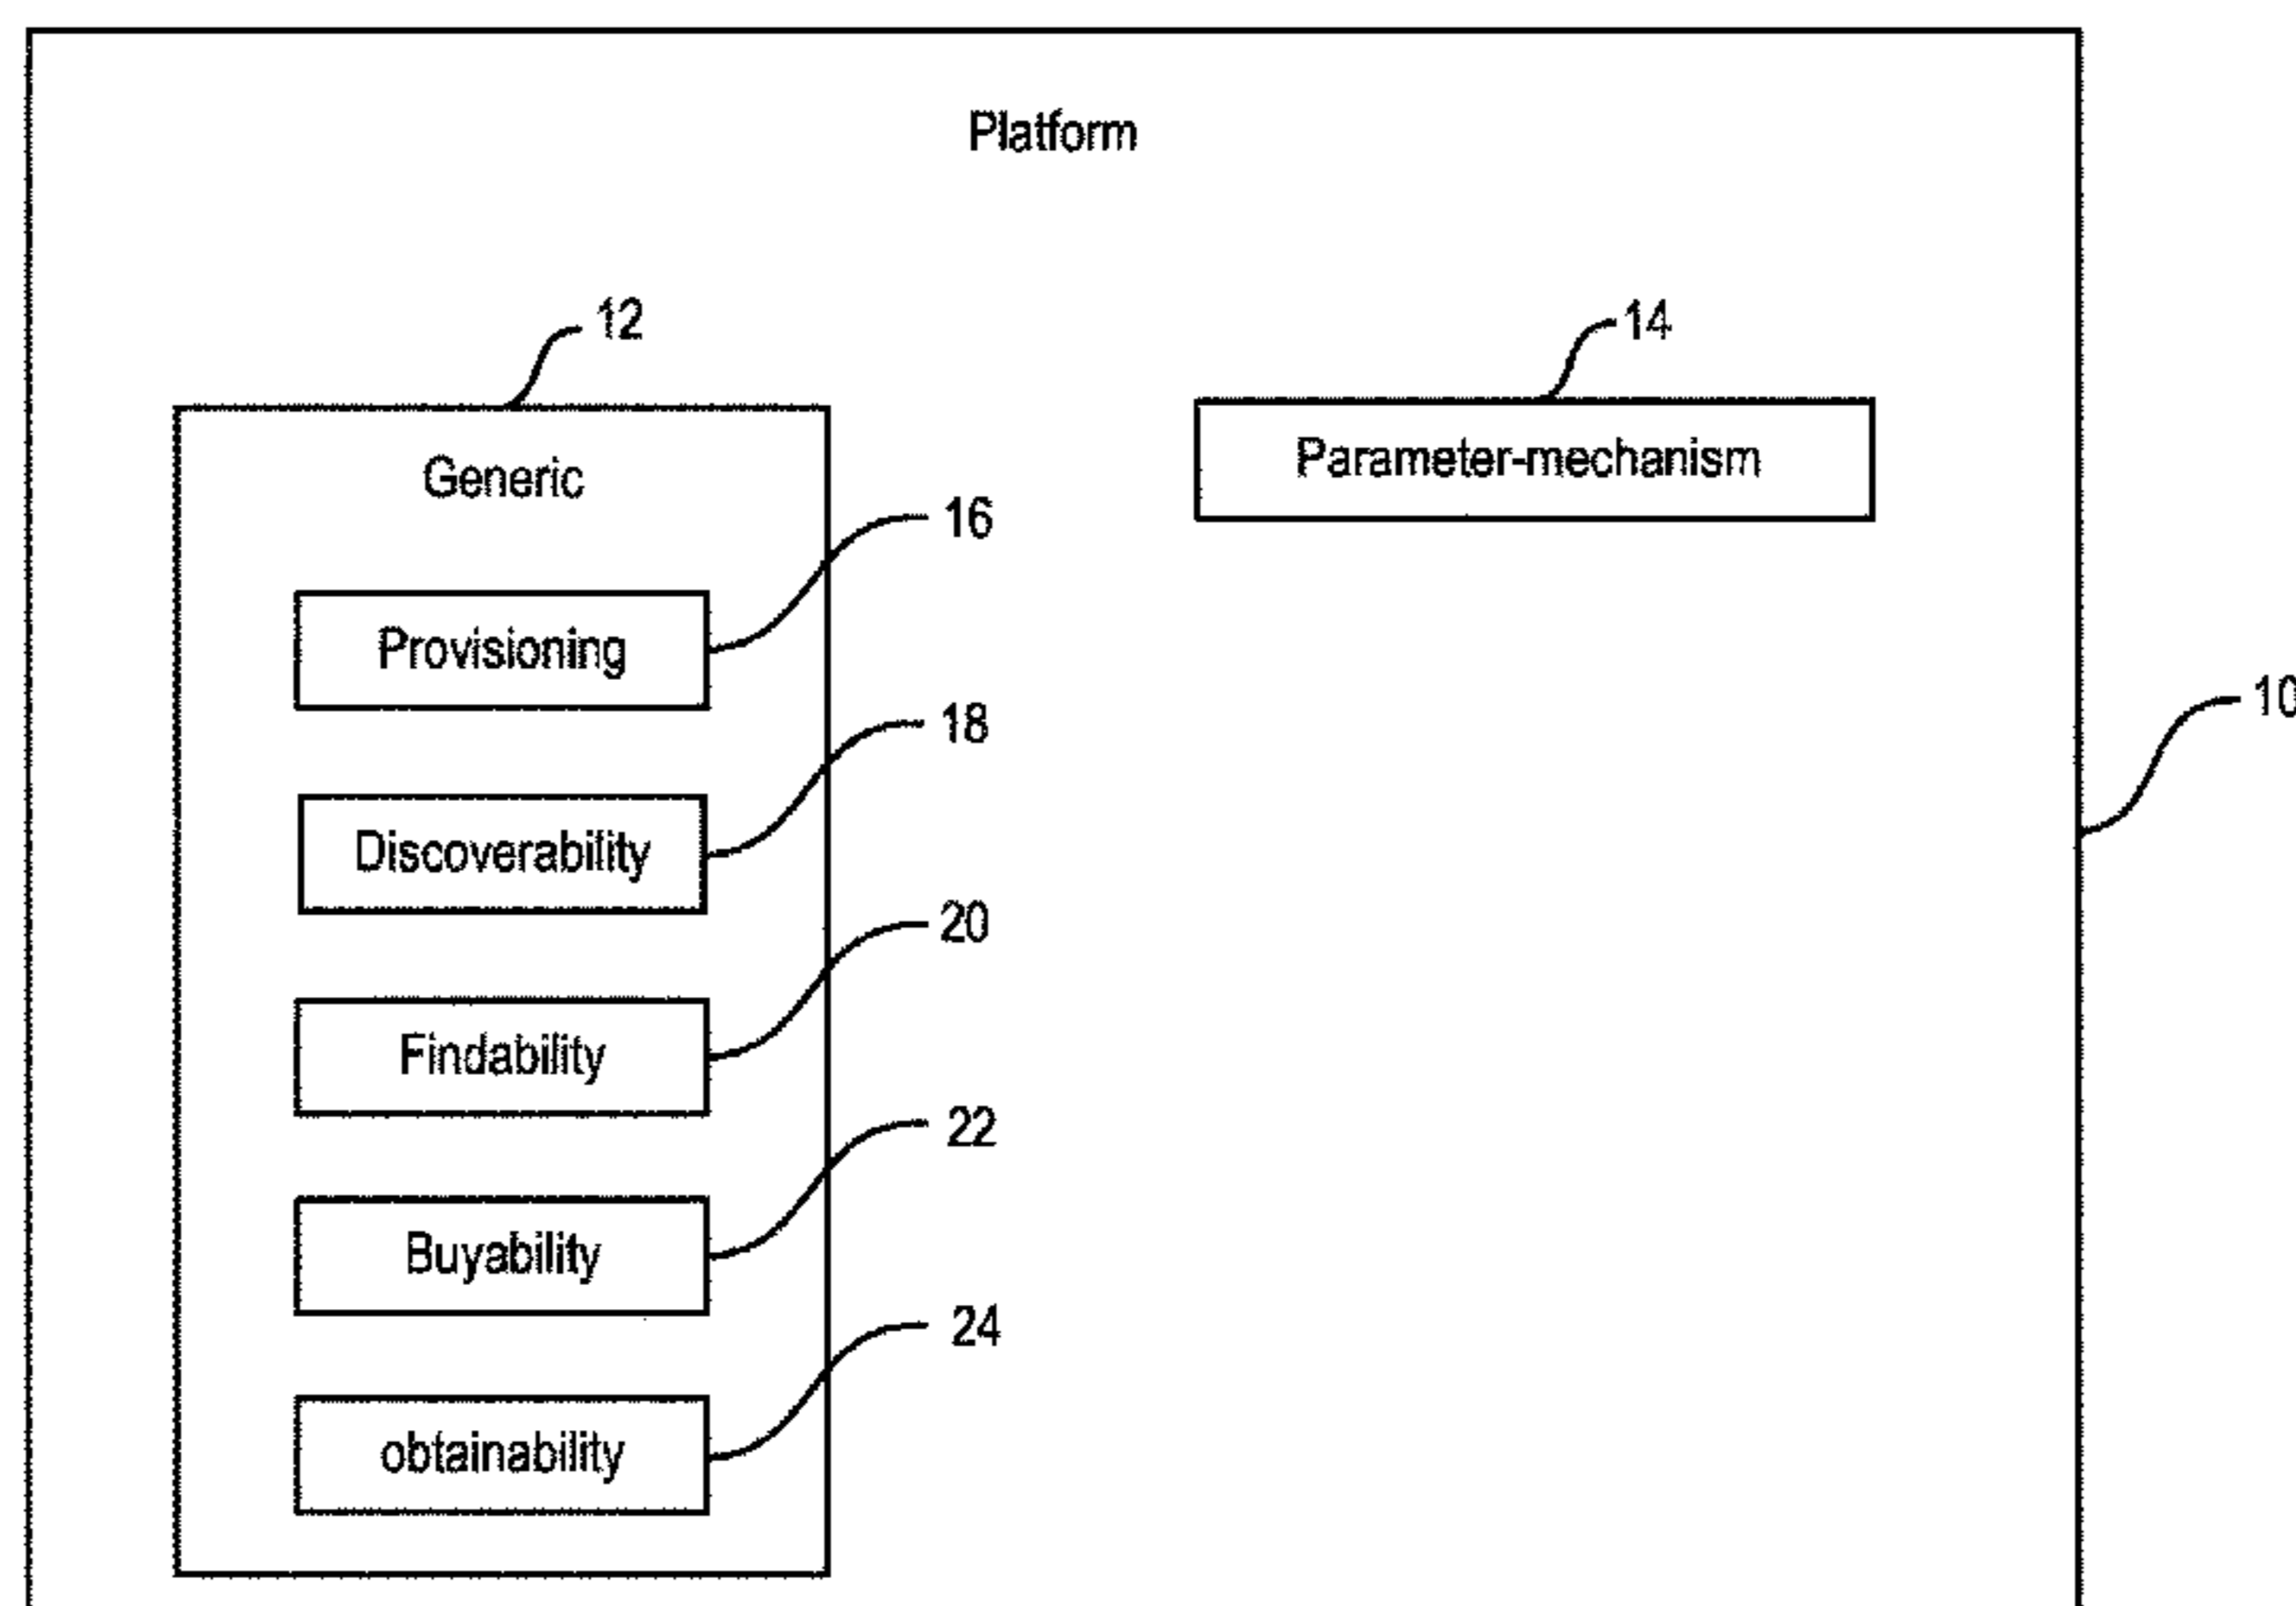 Platform
12
14
Generic
Parameter-mechanism
16
Provisioning
10
18
Discoverability
20
Findability
22
Buyability
24
obtainability